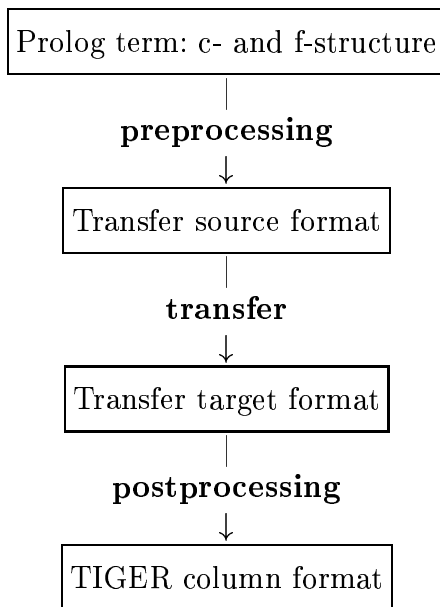 Prolog term: c- and f-structure
preprocessing
Transfer source format
transfer
Transfer target format
postprocessing
TIGER column format